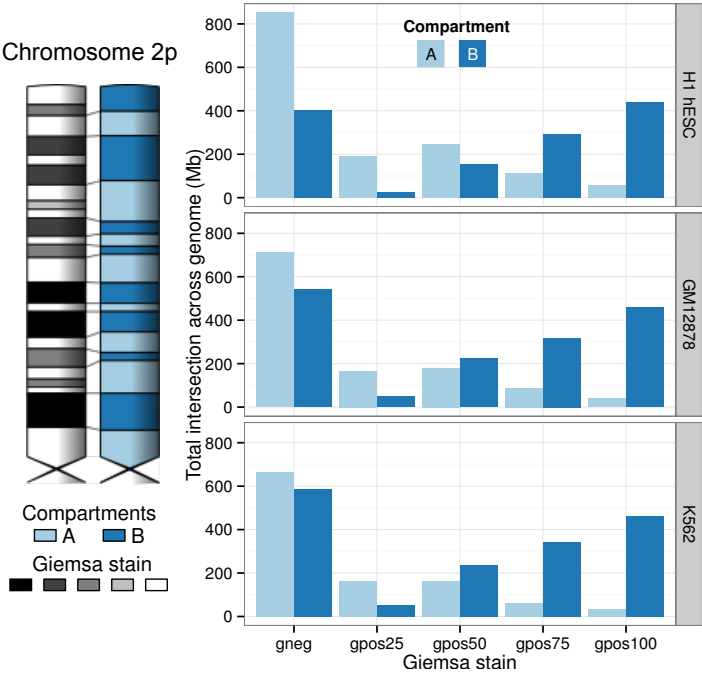 Chromosome 2p
Compartments
A B
Giemsa stain
Total intersection across genome (Mb)
Compartment
A B
800
600
400
200
0
H1 hESC
800
600
400
200
0
GM12878
800
600
400
200
0
K562
gneg gpos25 gpos50 gpos75 gpos100
Giemsa stain